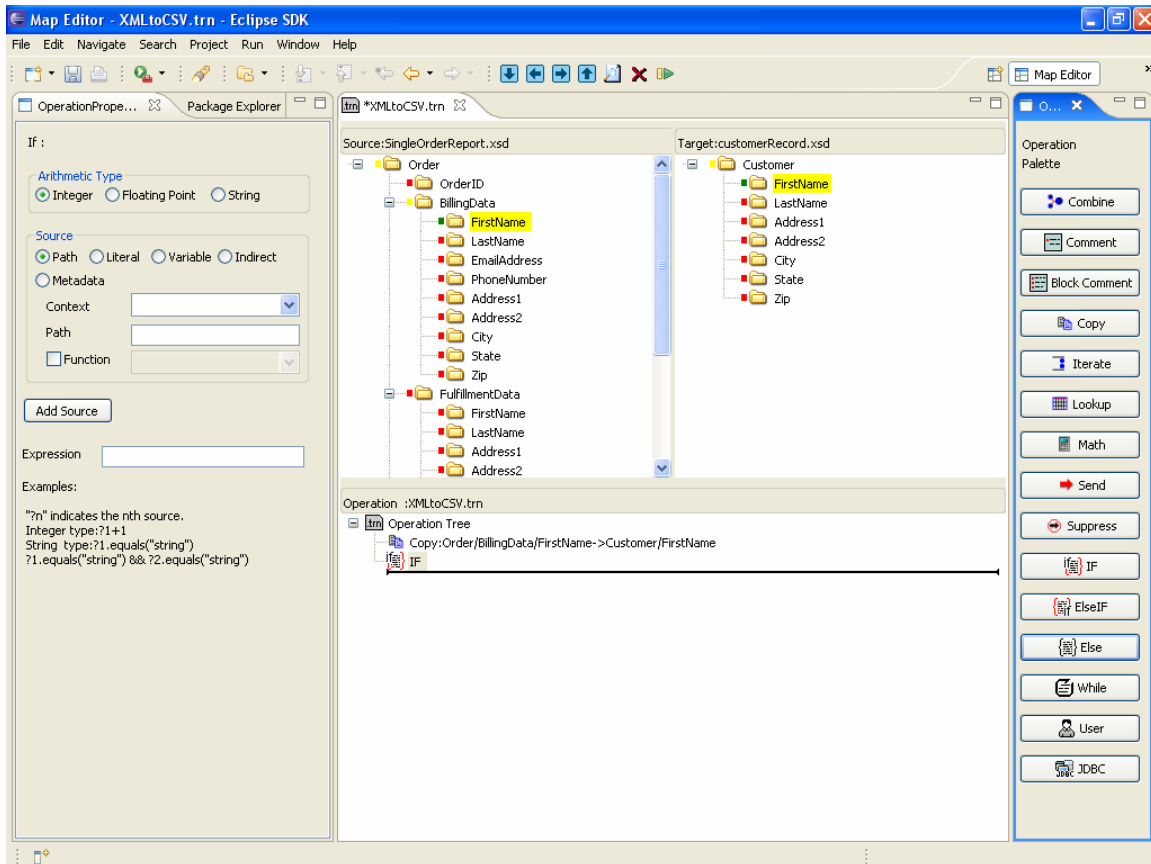 Map Editor - XMLtoCSV.trn - Eclipse SDK
File Edit Navigate Search Project Run Window Help
Map Editor
»
OperationPrope... Package Explorer
If :
Arithmetic Type
Integer Floating Point String
Source
Path Literal Variable Indirect
Metadata
Context
Path
Function
Add Source
Expression
Examples:
"?n" indicates the nth source.
Integer type:?1+1
String type:?1.equals("string")
?1.equals("string") && ?2.equals("string")
.trn *XMLtoCSV.trn
Source:SingleOrderReport.xsd
Order
OrderID
BillingData
FirstName
LastName
EmailAddress
PhoneNumber
Address1
Address2
City
State
Zip
FulfillmentData
FirstName
LastName
Address1
Address2
Target:customerRecord.xsd
Customer
FirstName
LastName
Address1
Address2
City
State
Zip
Operation :XMLtoCSV.trn
.trn Operation Tree
Copy:Order/BillingData/FirstName->Customer/FirstName
if IF
O...
Operation
Palette
Combine
Comment
Block Comment
Copy
Iterate
Lookup
Math
Send
Suppress
if IF
if ElseIF
Else
While
User
JDBC JDBC